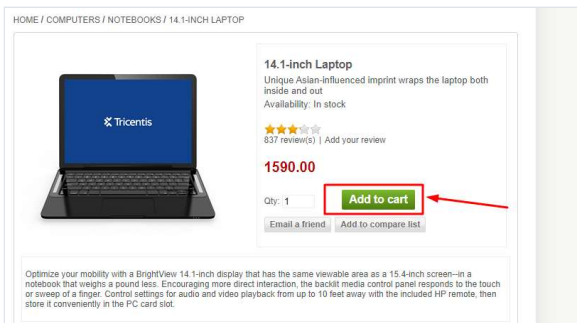 HOME / COMPUTERS / NOTEBOOKS / 14.1-INCH LAPTOP
Tricentis
14.1-inch Laptop
Unique Asian-influenced imprint wraps the laptop both
inside and out
Availability: In stock
837 review(s) | Add your review
1590.00
Qty: 1 Add to cart
Email a friend Add to compare list
Optimize your mobility with a BrightView 14.1-inch display that has the same viewable area as a 15.4-inch screen--in a
notebook that weighs a pound less. Encouraging more direct interaction, the backlit media control panel responds to the touch
or sweep of a finger. Control settings for audio and video playback from up to 10 feet away with the included HP remote, then
store it conveniently in the PC card slot.